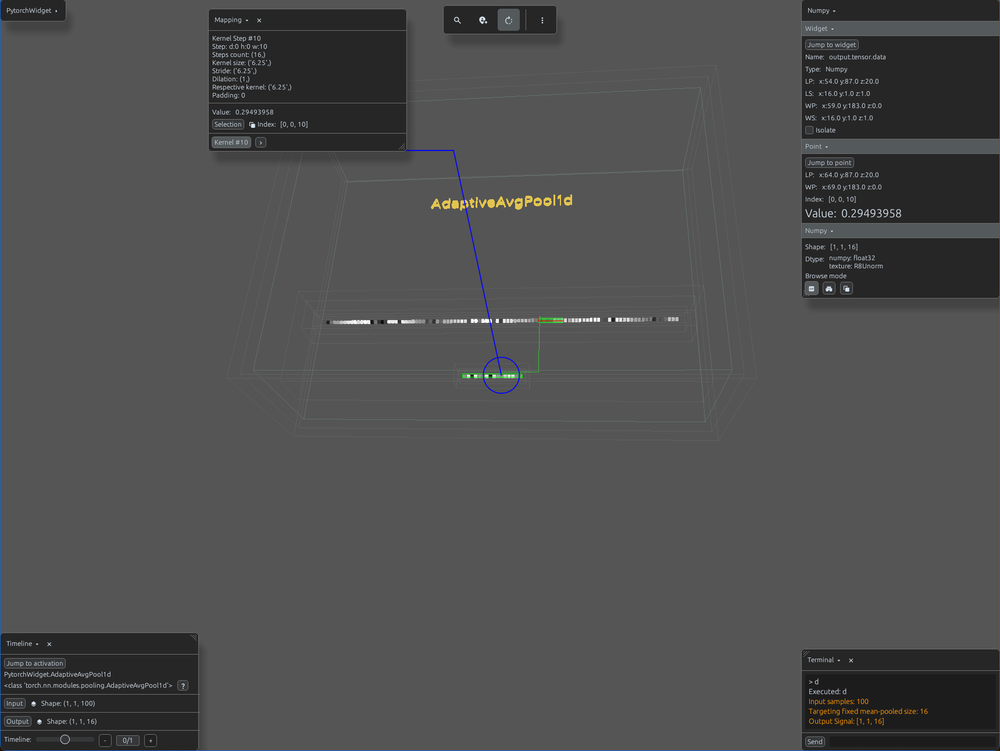 PytorchWidget
Mapping
Kernel Step #10
Step: d:0 h:0 w:10
Steps count: (16,)
Kernel size: ('6.25',)
Stride: ('6.25',)
Dilation: (1,)
Respective kernel: ('6.25',)
Padding: 0
Value: 0.29493958
Selection Index: [0, 0, 10]
Kernel #10
AdaptiveAvgPool1d
Numpy
Widget
Jump to widget
Name: output.tensor.data
Type: Numpy
LP: x:54.0 y:87.0 z:20.0
LS: x:16.0 y:1.0 z:1.0
WP: x:59.0 y:183.0 z:0.0
WS: x:16.0 y:1.0 z:1.0
Isolate
Point
Jump to point
LP: x:64.0 y:87.0 z:20.0
WP: x:69.0 y:183.0 z:0.0
Index: [0, 0, 10]
Value: 0.29493958
Numpy
Shape: [1, 1, 16]
Dtype: numpy: float32
texture: R8Unorm
Browse mode
Timeline
Jump to activation
PytorchWidget.AdaptiveAvgPool1d
<class 'torch.nn.modules.pooling.AdaptiveAvgPool1d'> ?
Input Shape: (1, 1, 100)
Output Shape: (1, 1, 16)
Timeline: - 0/1 +
Terminal
> d
Executed: d
Input samples: 100
Targeting fixed mean-pooled size: 16
Output Signal: [1, 1, 16]
Send